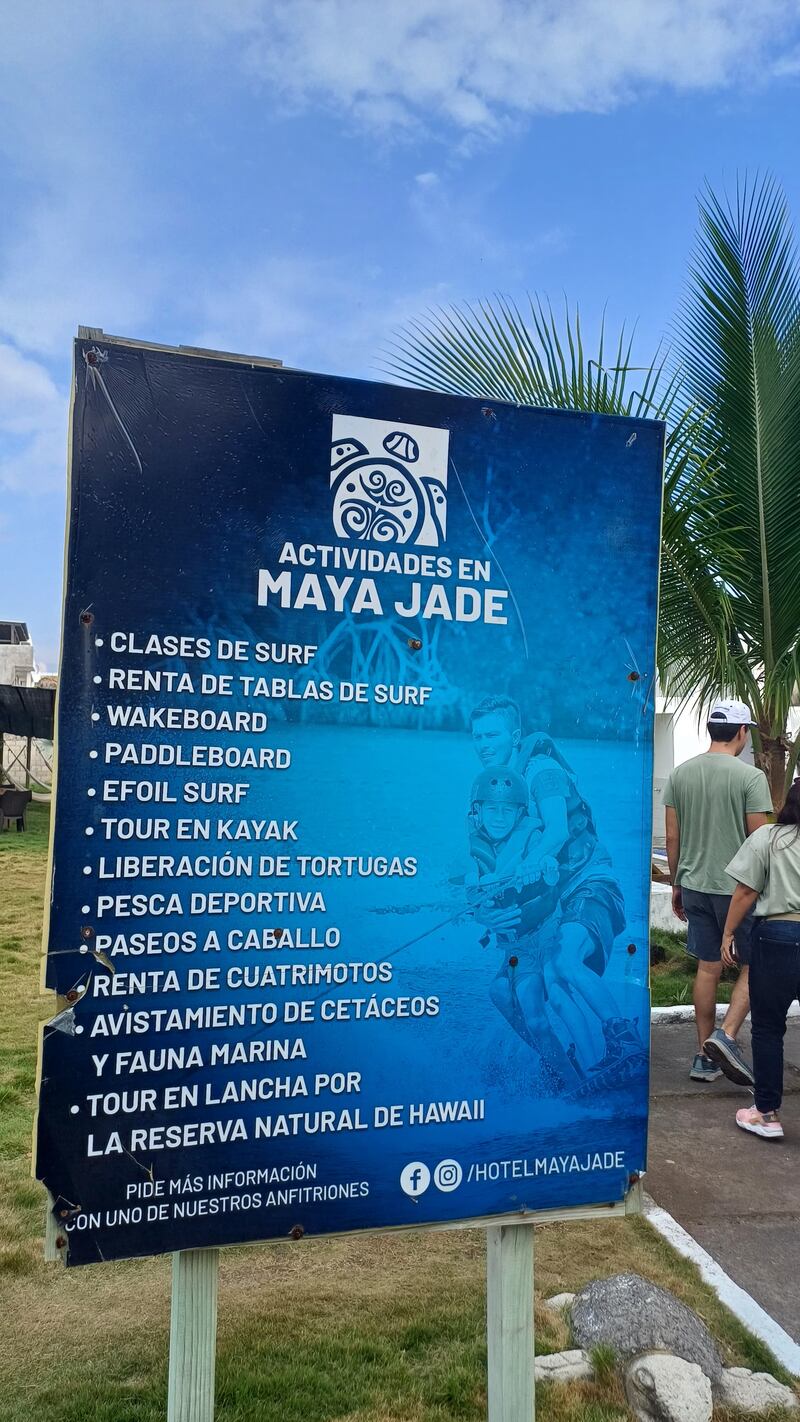 ACTIVIDADES EN
MAYA JADE
• CLASES DE SURF
• RENTA DE TABLAS DE SURF
• WAKEBOARD
• PADDLEBOARD
• EFOIL SURF
• TOUR EN KAYAK
• LIBERACIÓN DE TORTUGAS
• PESCA DEPORTIVA
• PASEOS A CABALLO
• RENTA DE CUATRIMOTOS
• AVISTAMIENTO DE CETÁCEOS
Y FAUNA MARINA
• TOUR EN LANCHA POR
LA RESERVA NATURAL DE HAWAII
PIDE MÁS INFORMACIÓN
CON UNO DE NUESTROS ANFITRIONES
/HOTELMAYAJADE